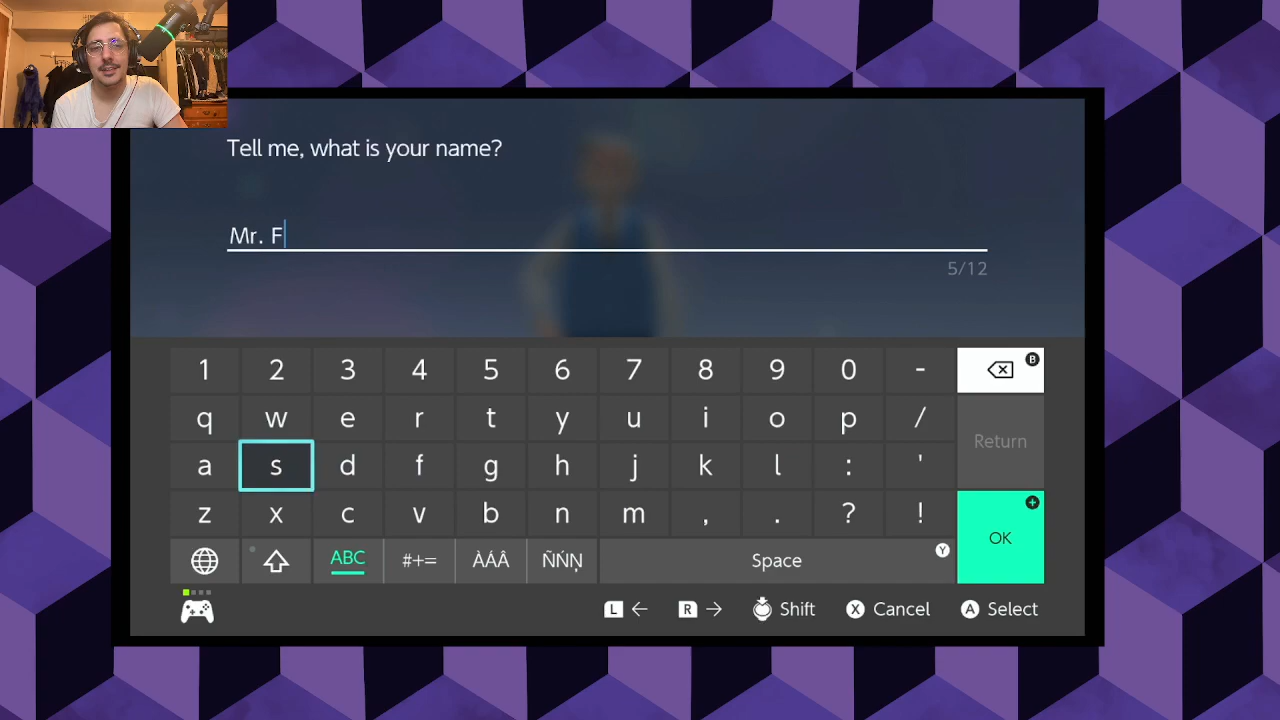 Tell me, what is your name?
Mr. F
5/12
1 2 3 4 5 6 7 8 9 0 - B
q w e r t y u i o p / Return
a s d f g h j k l : '
z x c v b n m , . ? ! + OK
ABC #+= ÀÁÂ ÑŃŅ Space Y
L ← R → Shift X Cancel A Select